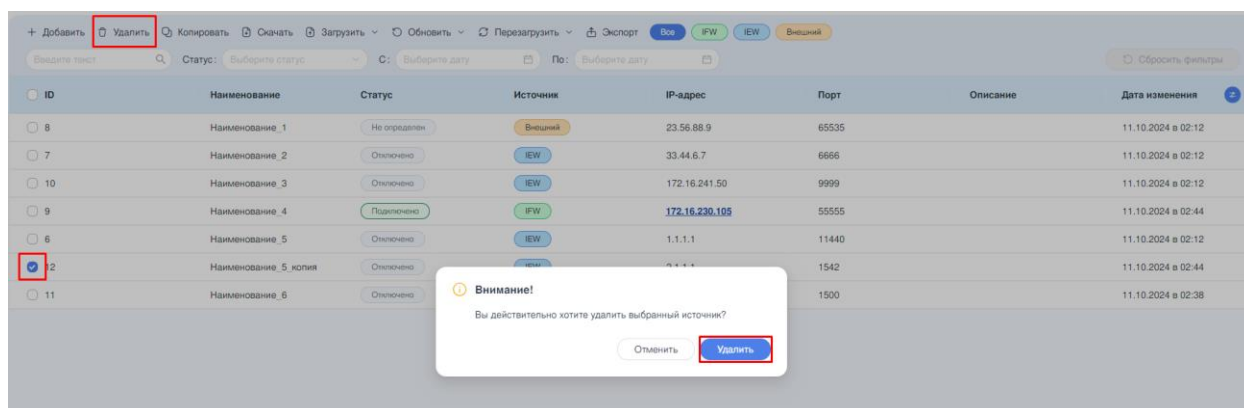 + Добавить Удалить Копировать Скачать Загрузить Обновить Перезагрузить Экспорт Все IFW IEW Внешний
Введите текст Статус: Выберите статус С: Выберите дату По: Выберите дату Сбросить фильтры
ID Наименование Статус Источник IP-адрес Порт Описание Дата изменения
8 Наименование_1 Не определен Внешний 23.56.88.9 65535 11.10.2024 в 02:12
7 Наименование_2 Отключено IEW 33.44.6.7 6666 11.10.2024 в 02:12
10 Наименование_3 Отключено IEW 172.16.241.50 9999 11.10.2024 в 02:12
9 Наименование_4 Подключено IFW 172.16.230.105 55555 11.10.2024 в 02:44
6 Наименование_5 Отключено IEW 1.1.1.1 11440 11.10.2024 в 02:12
12 Наименование_5_копия Отключено IEW 2.1.1.1 1542 11.10.2024 в 02:44
11 Наименование_6 Отключено 1500 11.10.2024 в 02:38
Внимание!
Вы действительно хотите удалить выбранный источник?
Отменить Удалить